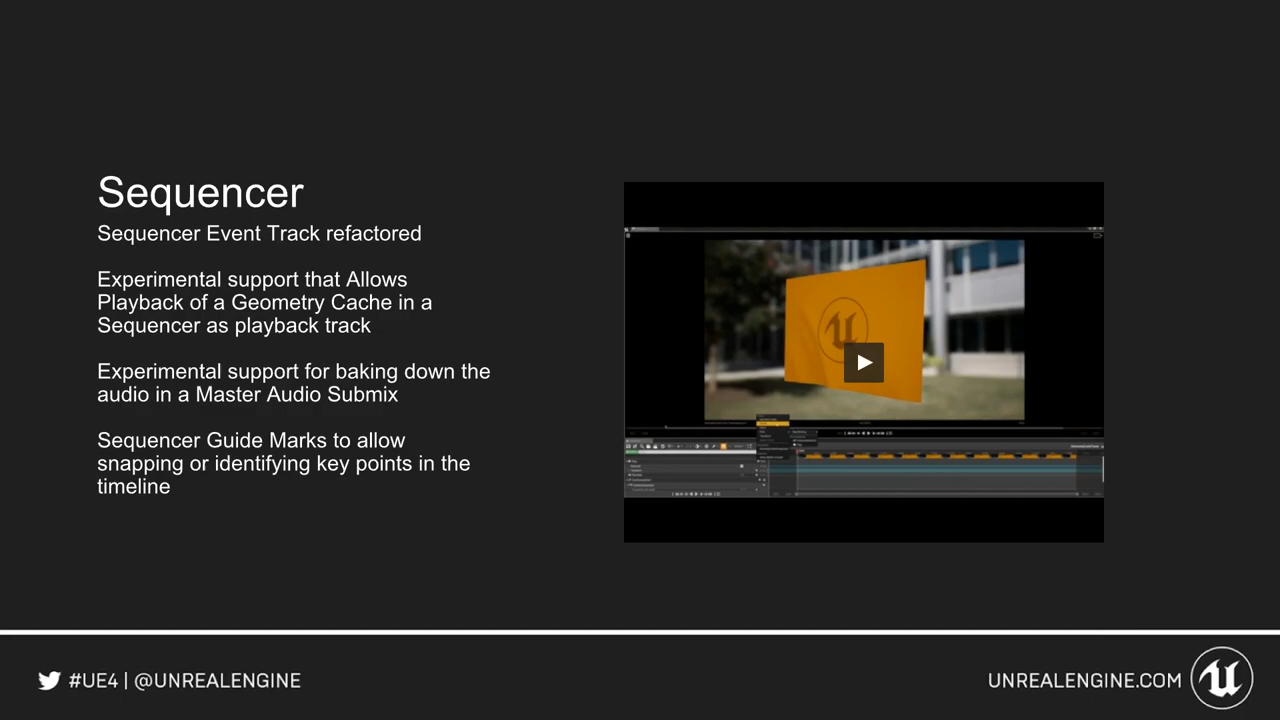 Sequencer
Sequencer Event Track refactored
Experimental support that Allows
Playback of a Geometry Cache in a
Sequencer as playback track
Experimental support for baking down the
audio in a Master Audio Submix
Sequencer Guide Marks to allow
snapping or identifying key points in the
timeline
#UE4 | @UNREALENGINE
UNREALENGINE.COM